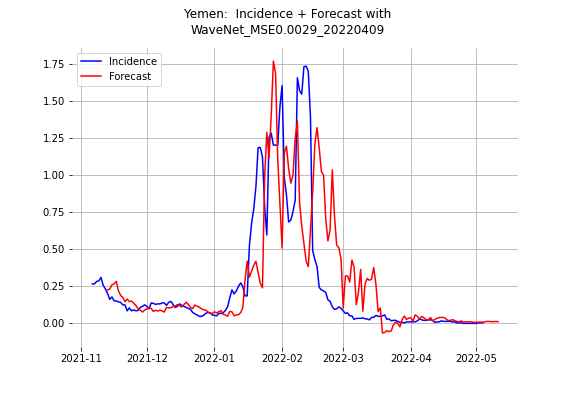 Yemen:  Incidence + Forecast with
WaveNet_MSE0.0029_20220409
Incidence
Forecast
1.75
1.50
1.25
1.00
0.75
0.50
0.25
0.00
2021-11 2021-12 2022-01 2022-02 2022-03 2022-04 2022-05